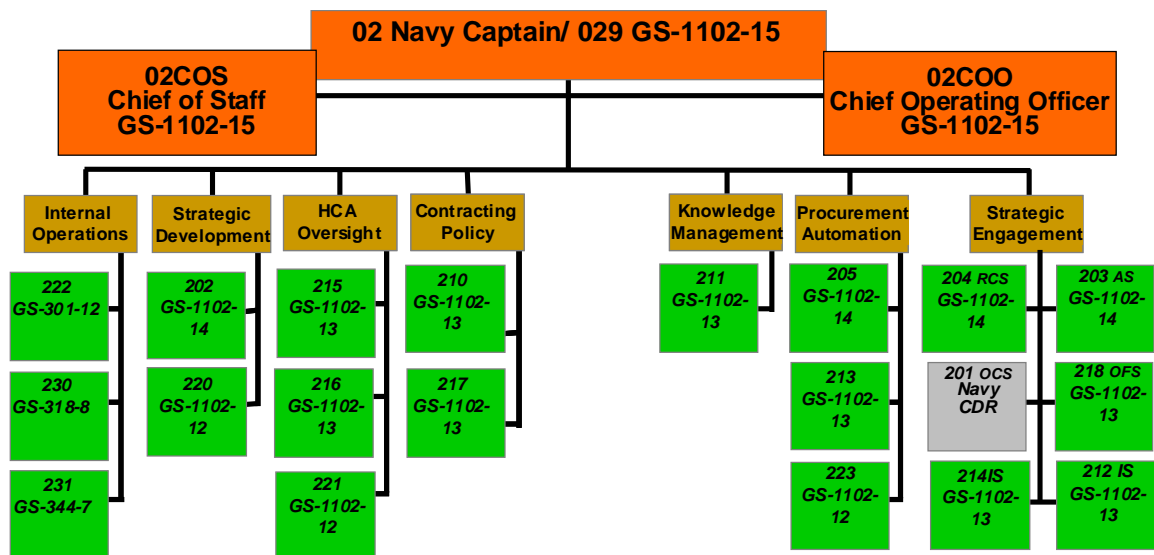 02 Navy Captain/ 029 GS-1102-15
02COS
Chief of Staff
GS-1102-15
02COO
Chief Operating Officer
GS-1102-15
Internal
Operations
Strategic
Development
HCA
Oversight
Contracting
Policy
Knowledge
Management
Procurement
Automation
Strategic
Engagement
222
GS-301-12
230
GS-318-8
231
GS-344-7
202
GS-1102-
14
220
GS-1102-
12
215
GS-1102-
13
216
GS-1102-
13
221
GS-1102-
12
210
GS-1102-
13
217
GS-1102-
13
211
GS-1102-
13
205
GS-1102-
14
213
GS-1102-
13
223
GS-1102-
12
204 RCS
GS-1102-
14
203 AS
GS-1102-
14
201 OCS
Navy
CDR
218 OFS
GS-1102-
13
214IS
GS-1102-
13
212 IS
GS-1102-
13